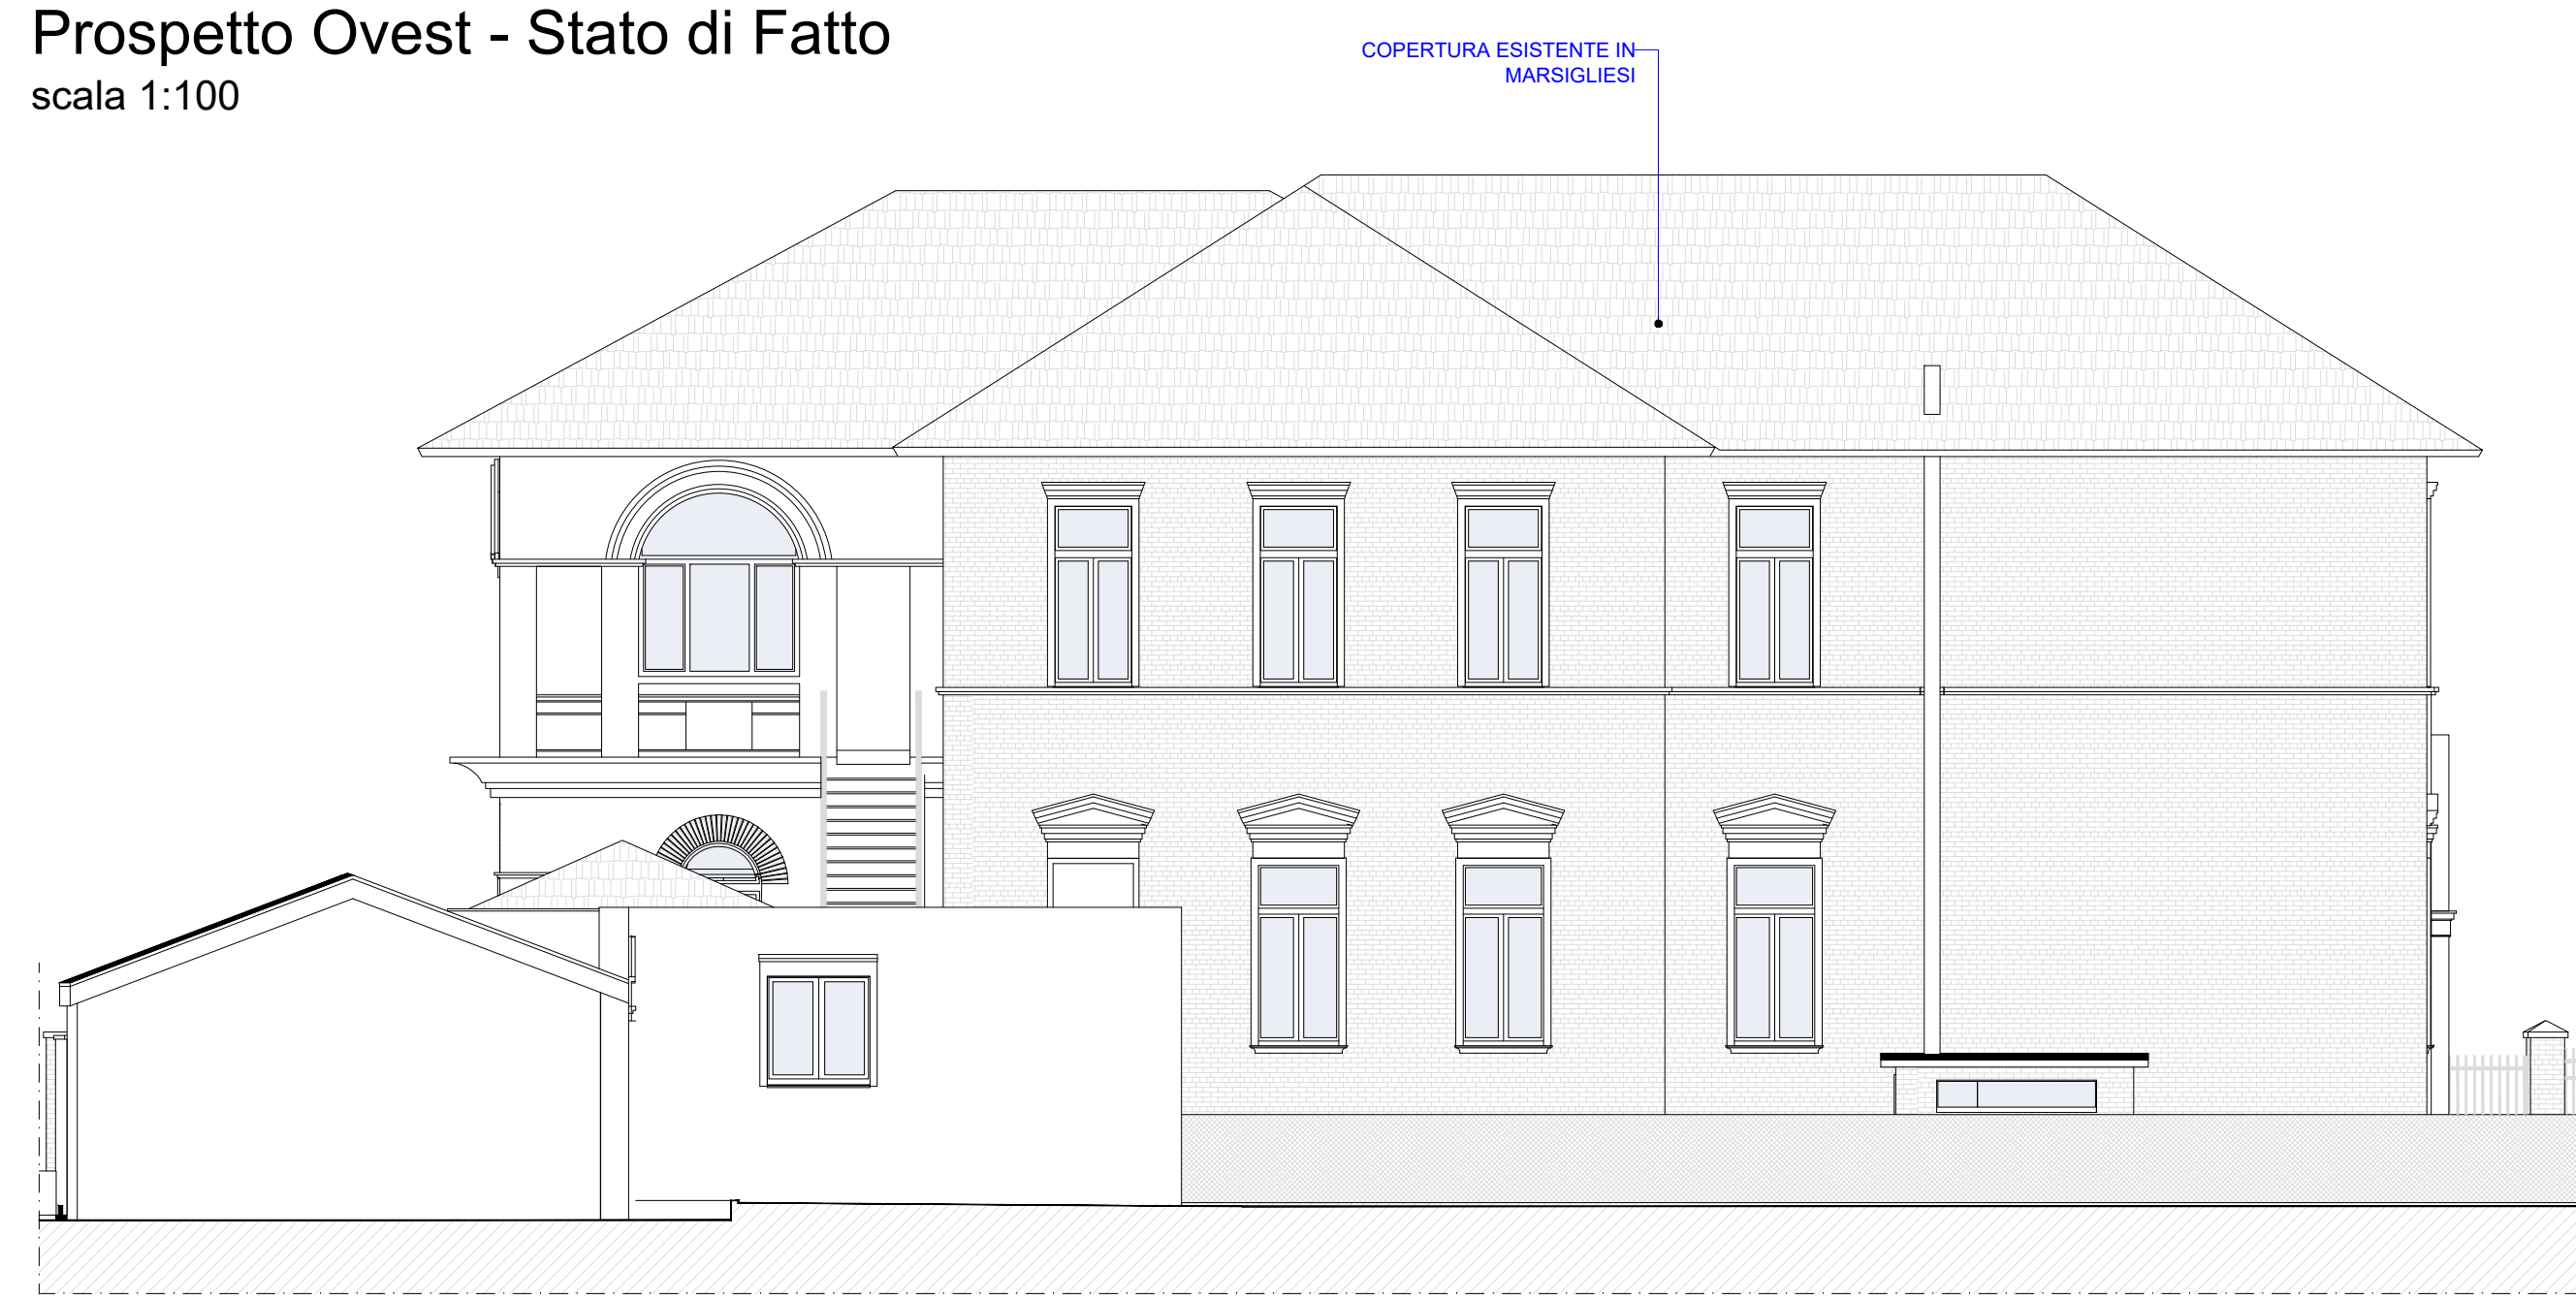 Prospetto Ovest - Stato di Fatto
scala 1:100
COPERTURA ESISTENTE IN
MARSIGLIESI